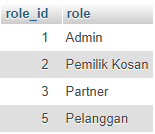 role_id role
1 Admin
2 Pemilik Kosan
3 Partner
5 Pelanggan